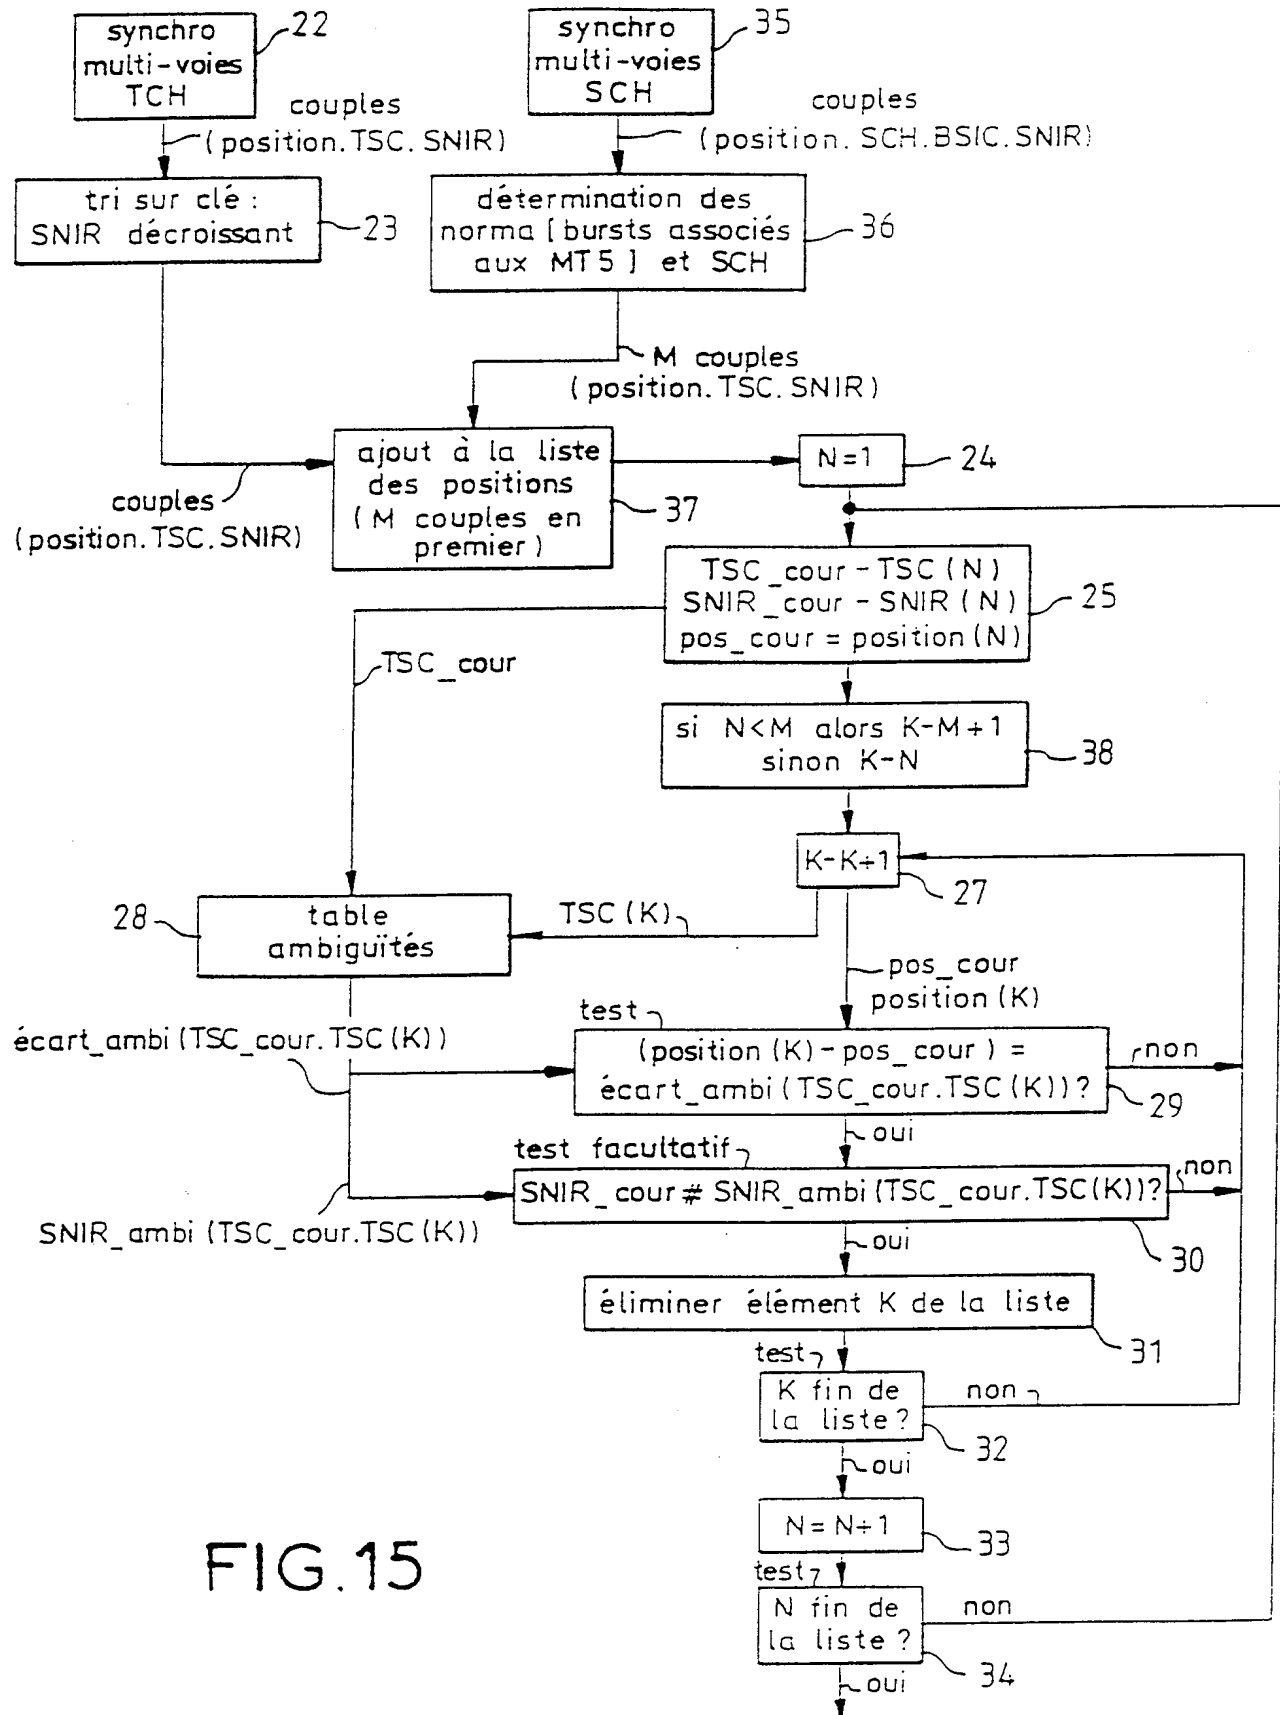 synchro
multi-voies
TCH
22
synchro
multi-voies
SCH
35
couples
(position.TSC.SNIR)
couples
(position. SCH.BSIC.SNIR)
tri sur clé :
SNIR décroissant
23
détermination des
norma [bursts associés
aux MT5 ] et SCH
36
M couples
(position.TSC.SNIR)
ajout à la liste
des positions
(M couples en
premier)
37
N=1
24
couples
(position.TSC.SNIR)
TSC_cour-TSC(N)
SNIR_cour-SNIR(N)
pos_cour=position(N)
25
TSC_cour
si N<M alors K-M+1
sinon K-N
38
K-K+1
27
28
table
ambiguïtés
TSC(K)
pos_cour
position(K)
écart_ambi(TSC_cour.TSC(K))
test
(position(K)-pos_cour) =
écart_ambi(TSC_cour.TSC(K))?
non
29
oui
test facultatif
SNIR_cour # SNIR_ambi(TSC_cour.TSC(K))?
non
SNIR_ambi(TSC_cour.TSC(K))
30
oui
éliminer élément K de la liste
31
test
K fin de
la liste?
non
32
oui
N=N+1
33
test
N fin de
la liste?
non
34
oui
FIG.15